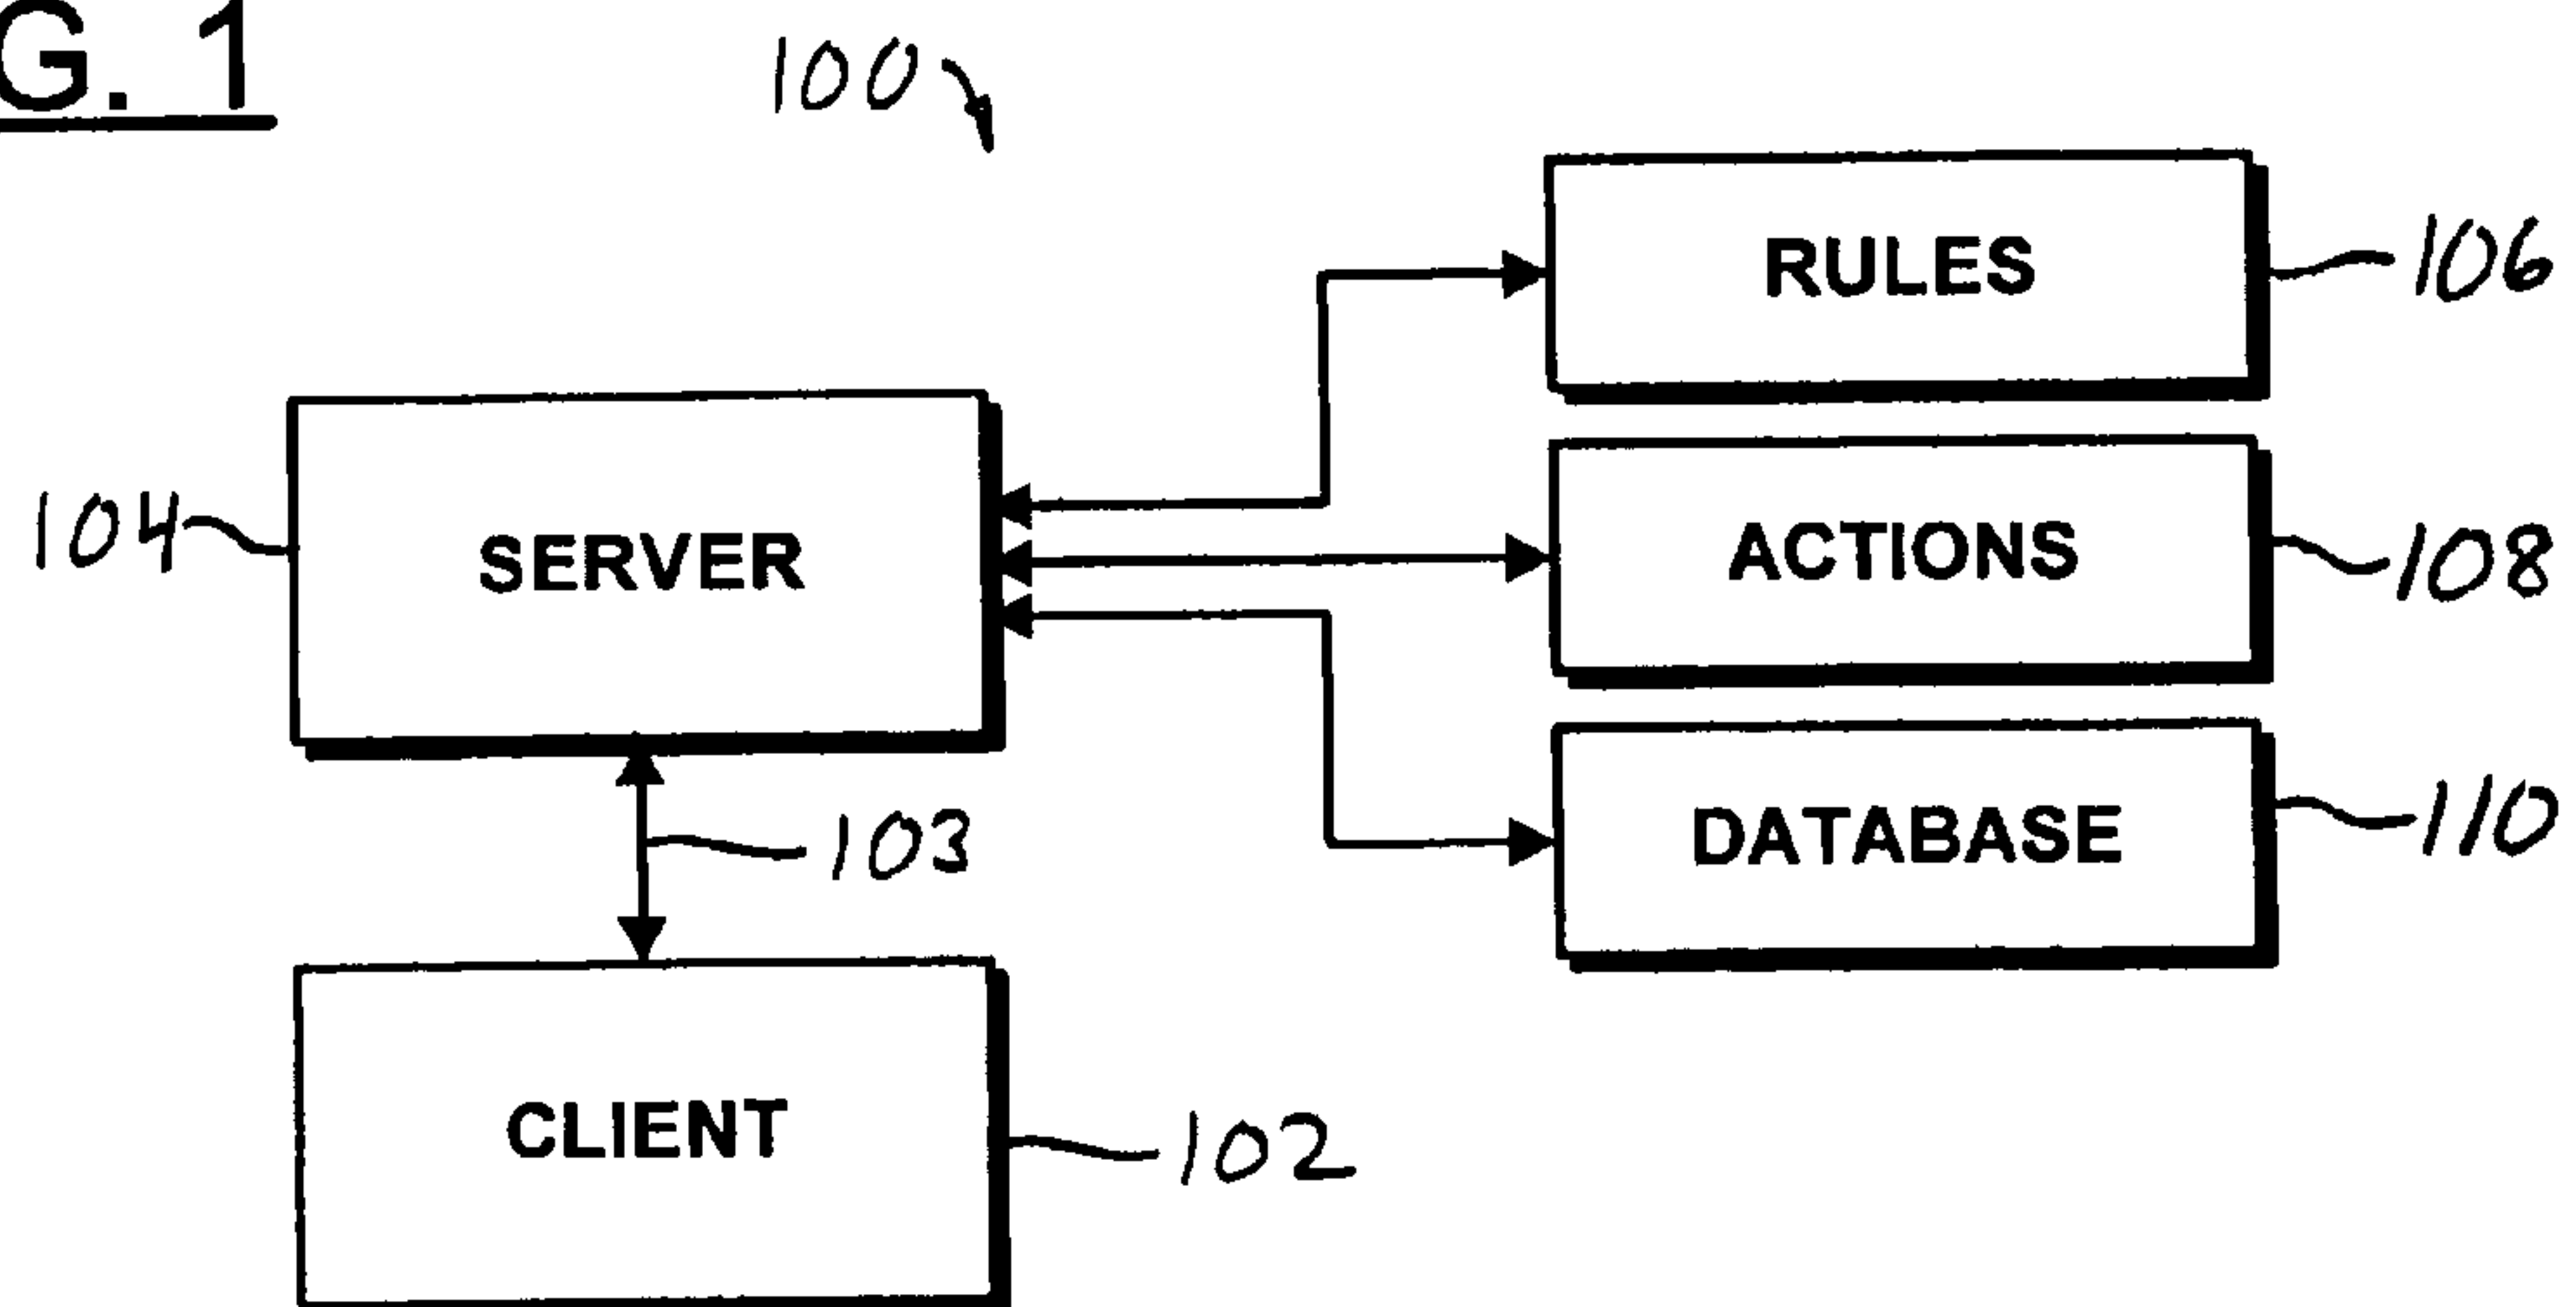 G. 1
100
RULES
106
SERVER
104
ACTIONS
108
103
DATABASE
110
CLIENT
102